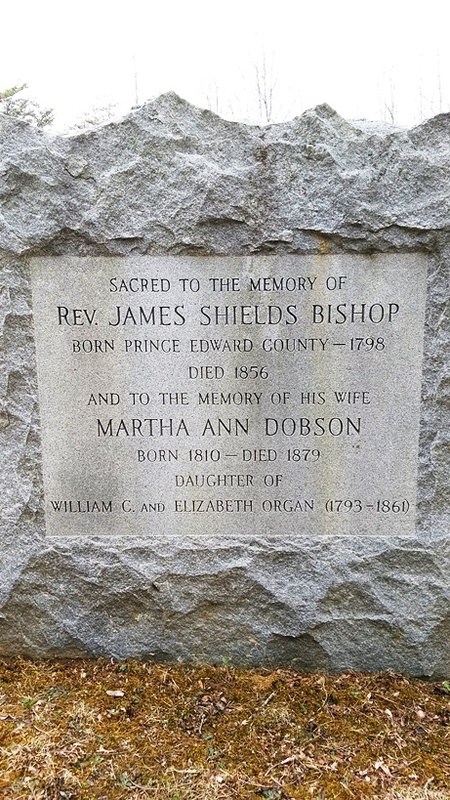 SACRED TO THE MEMORY OF
REV. JAMES SHIELDS BISHOP
BORN PRINCE EDWARD COUNTY — 1798
DIED 1856
AND TO THE MEMORY OF HIS WIFE
MARTHA ANN DOBSON
BORN 1810 — DIED 1879
DAUGHTER OF
WILLIAM C. AND ELIZABETH ORGAN (1793-1861)